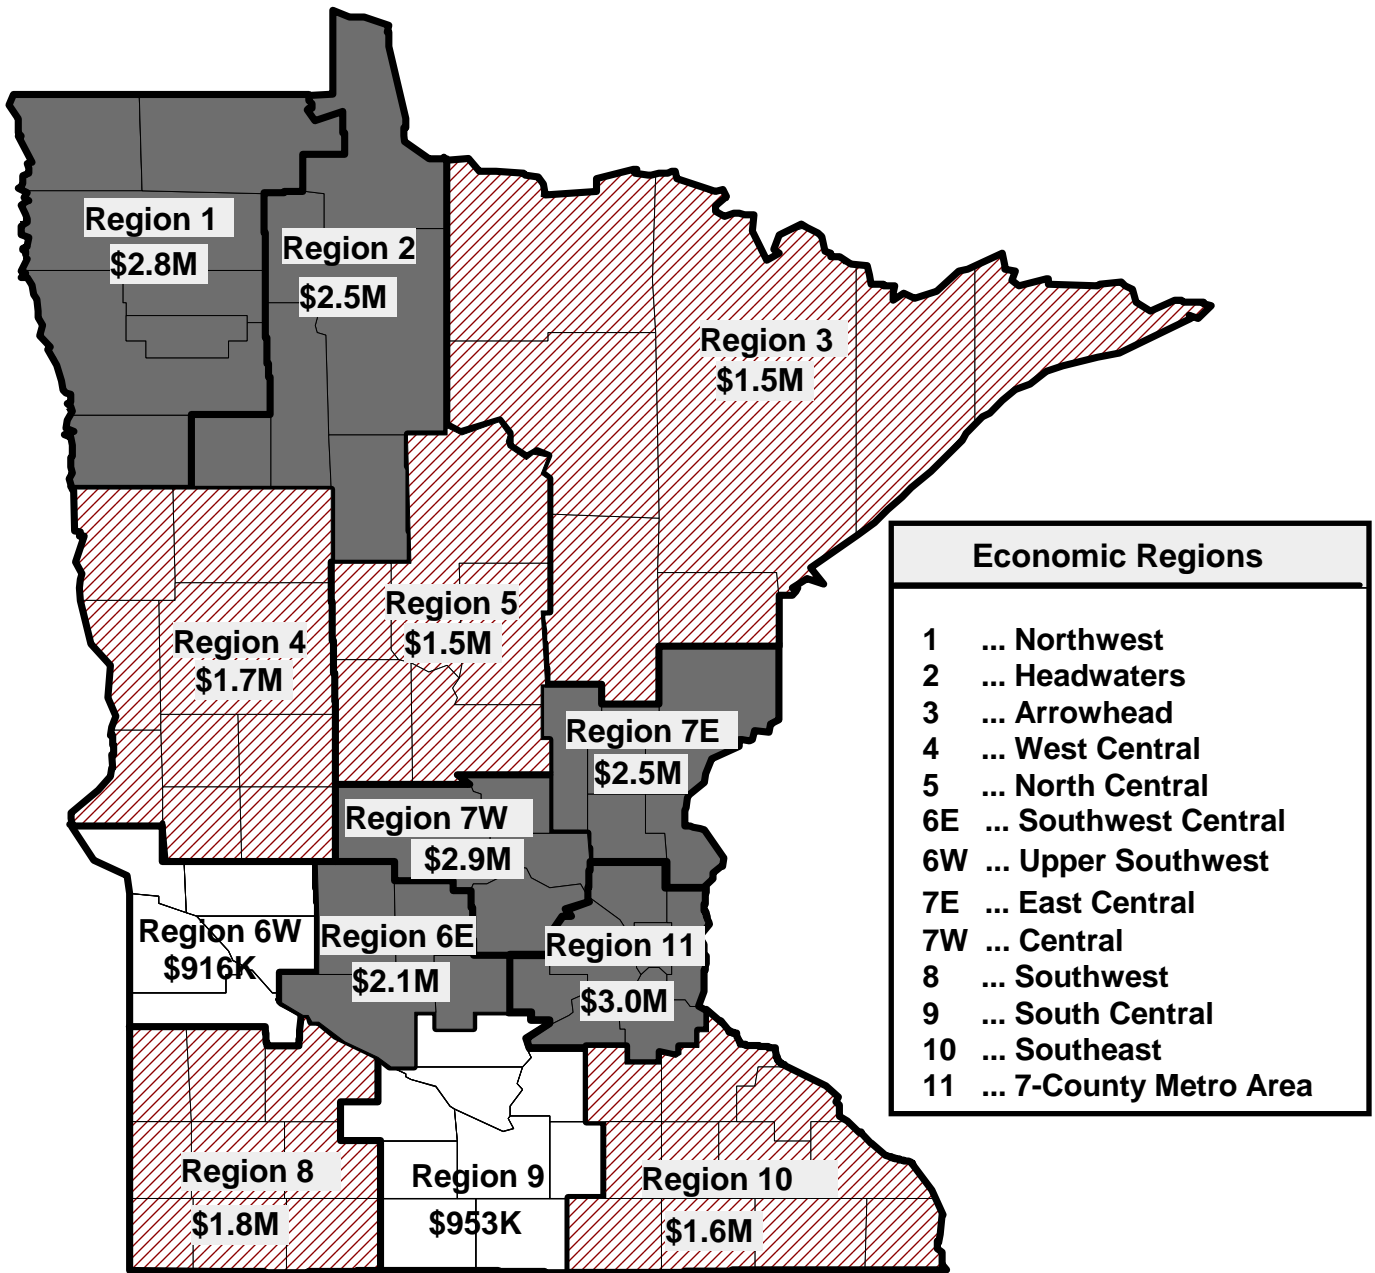 Region 1
$2.8M
Region 2
$2.5M
Region 3
$1.5M
Region 5
$1.5M
Region 4
$1.7M
Region 7E
$2.5M
Region 7W
$2.9M
Region 6W
$916K
Region 6E
$2.1M
Region 11
$3.0M
Region 8
$1.8M
Region 9
$953K
Region 10
$1.6M
Economic Regions
1 ... Northwest
2 ... Headwaters
3 ... Arrowhead
4 ... West Central
5 ... North Central
6E ... Southwest Central
6W ... Upper Southwest
7E ... East Central
7W ... Central
8 ... Southwest
9 ... South Central
10 ... Southeast
11 ... 7-County Metro Area